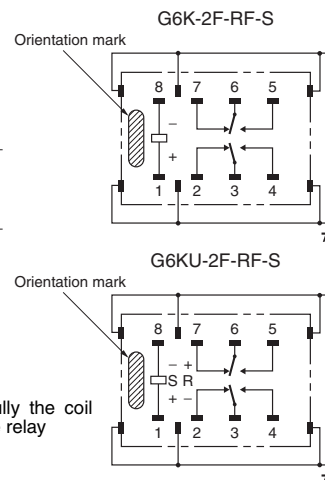 G6K-2F-RF-S
Orientation mark
8 7 6 5
−
+
1 2 3 4
G6KU-2F-RF-S
Orientation mark
8 7 6 5
− +
S R
+ −
the coil
1 2 3 4
relay